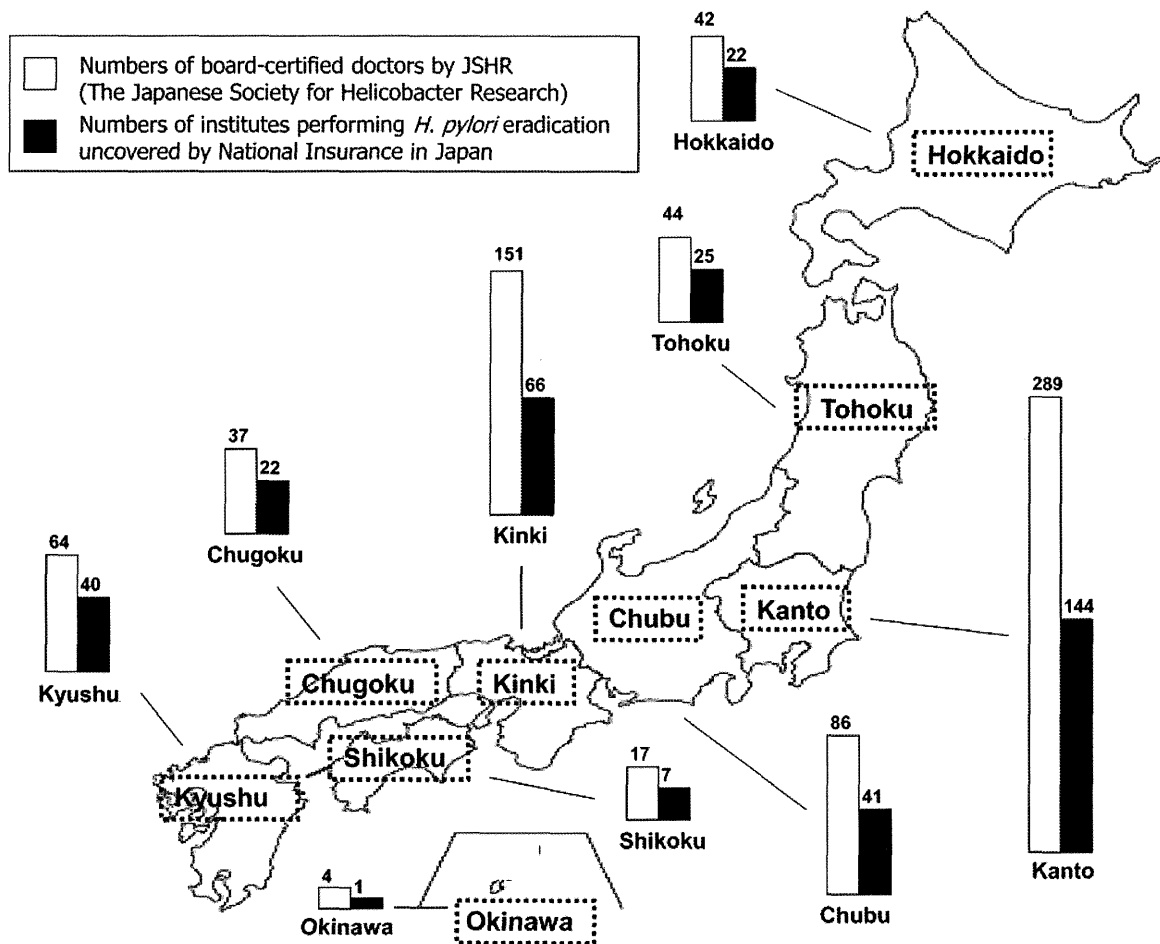 Numbers of board-certified doctors by JSHR
(The Japanese Society for Helicobacter Research)
Numbers of institutes performing H. pylori eradication
uncovered by National Insurance in Japan
42
22
Hokkaido
Hokkaido
44
25
Tohoku
Tohoku
151
66
Kinki
289
144
Kanto
37
22
Chugoku
64
40
Kyushu
Chubu
Kanto
Chugoku
Kinki
Shikoku
Kyushu
17
7
Shikoku
86
41
Chubu
4
1
Okinawa
Okinawa